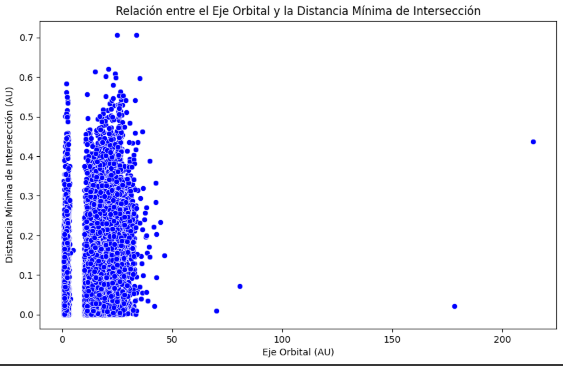 Relación entre el Eje Orbital y la Distancia Mínima de Intersección
Distancia Mínima de Intersección (AU)
0.7
0.6
0.5
0.4
0.3
0.2
0.1
0.0
0 50 100 150 200
Eje Orbital (AU)